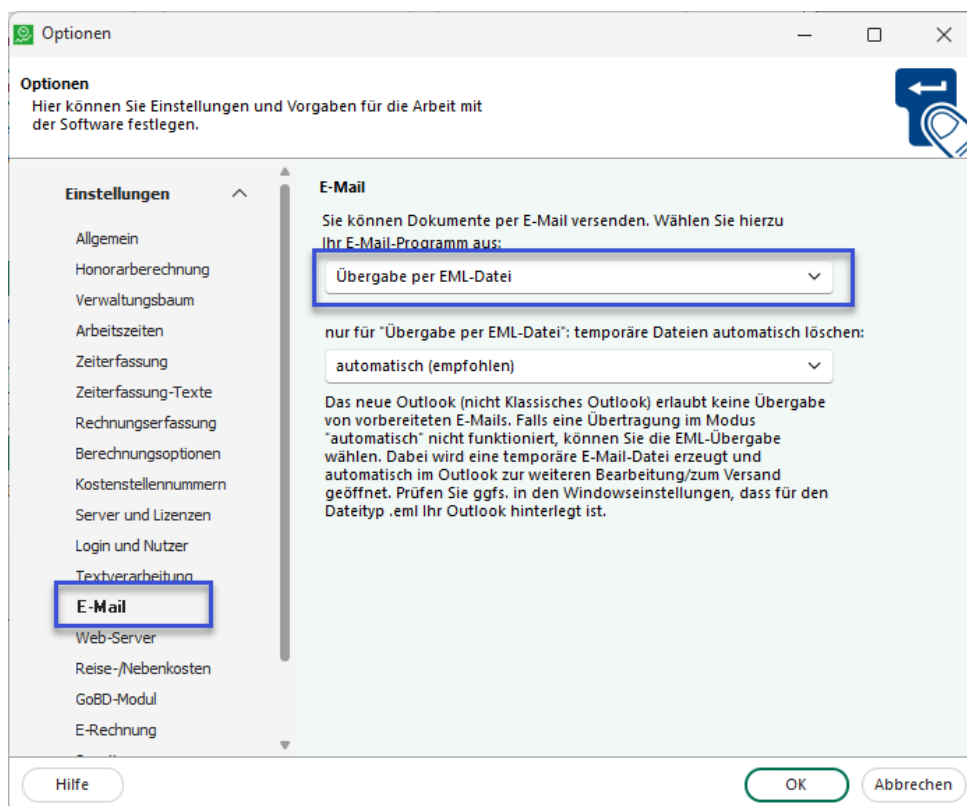 Optionen
Optionen
Hier können Sie Einstellungen und Vorgaben für die Arbeit mit
der Software festlegen.
Einstellungen
Allgemein
Honorarberechnung
Verwaltungsbaum
Arbeitszeiten
Zeiterfassung
Zeiterfassung-Texte
Rechnungserfassung
Berechnungsoptionen
Kostenstellennummern
Server und Lizenzen
Login und Nutzer
Textverarbeitung
E-Mail
Web-Server
Reise-/Nebenkosten
GoBD-Modul
E-Rechnung
E-Mail
Sie können Dokumente per E-Mail versenden. Wählen Sie hierzu
Ihr E-Mail-Programm aus:
Übergabe per EML-Datei
nur für "Übergabe per EML-Datei": temporäre Dateien automatisch löschen:
automatisch (empfohlen)
Das neue Outlook (nicht Klassisches Outlook) erlaubt keine Übergabe
von vorbereiteten E-Mails. Falls eine Übertragung im Modus
"automatisch" nicht funktioniert, können Sie die EML-Übergabe
wählen. Dabei wird eine temporäre E-Mail-Datei erzeugt und
automatisch im Outlook zur weiteren Bearbeitung/zum Versand
geöffnet. Prüfen Sie ggfs. in den Windowseinstellungen, dass für den
Dateityp .eml Ihr Outlook hinterlegt ist.
Hilfe
OK
Abbrechen